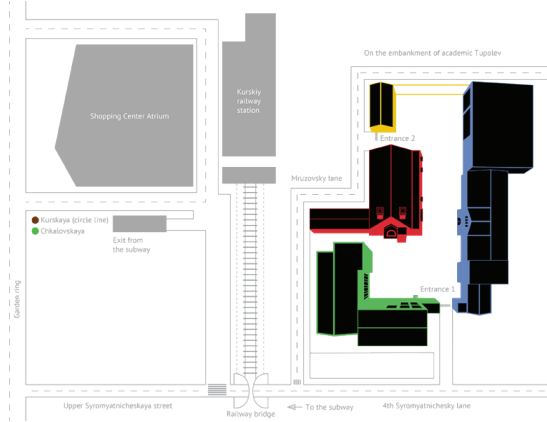 On the embankment of academic Tupolev
Kurskiy
railway
station
Shopping Center Atrium
Entrance 2
Mruzovsky lane
Kurskaya (circle line)
Chkalovskaya
Exit from
the subway
Garden ring
Entrance 1
Upper Syromyatnicheskaya street
Railway bridge
To the subway
4th Syromyatnichesky lane